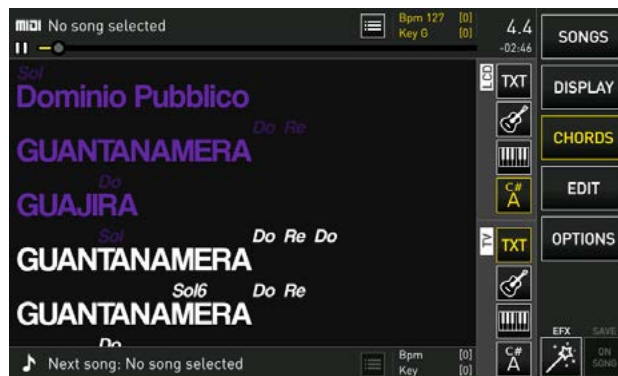 MIDI No song selected
Bpm 127 [0]
Key G [0]
4.4
-02:46
SONGS
Sol
Dominio Pubblico
Do Re
GUANTANAMERA
Do
GUAJIRA
Sol Do Re Do
GUANTANAMERA
Sol6 Do Re
GUANTANAMERA
Do
LCD
TXT
C#
A
TV
TXT
C#
A
DISPLAY
CHORDS
EDIT
OPTIONS
EFX SAVE
ON
SONG
Next song: No song selected
Bpm [0]
Key [0]